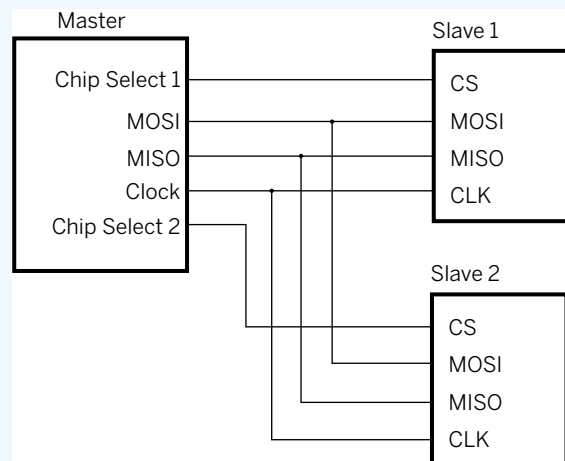 Master
Chip Select 1
MOSI
MISO
Clock
Chip Select 2
Slave 1
CS
MOSI
MISO
CLK
Slave 2
CS
MOSI
MISO
CLK